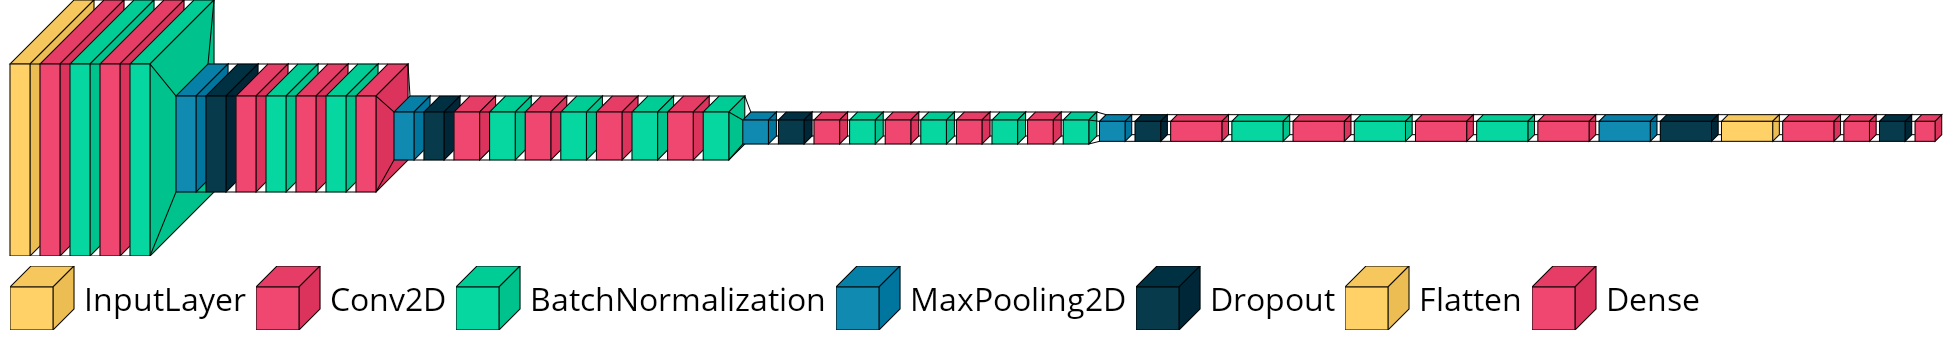 InputLayer Conv2D BatchNormalization MaxPooling2D Dropout Flatten Dense